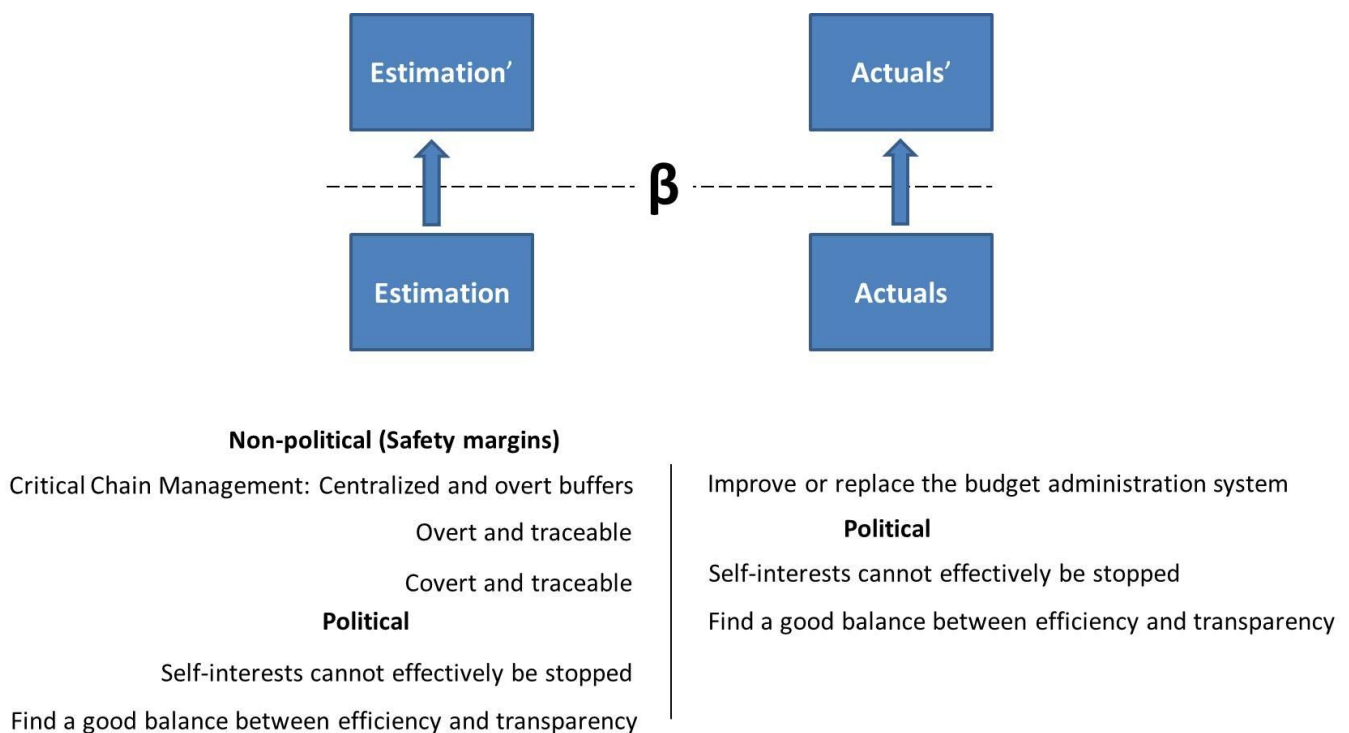 Estimation’
Actuals’
β
Estimation
Actuals
Non-political (Safety margins)
Critical Chain Management: Centralized and overt buffers
Overt and traceable
Covert and traceable
Political
Self-interests cannot effectively be stopped
Find a good balance between efficiency and transparency
Improve or replace the budget administration system
Political
Self-interests cannot effectively be stopped
Find a good balance between efficiency and transparency